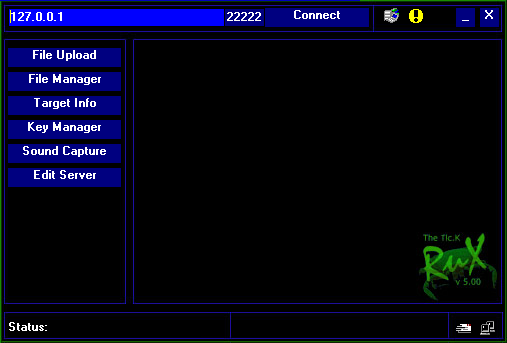 127.0.0.1 22222 Connect _ X
File Upload
File Manager
Target Info
Key Manager
Sound Capture
Edit Server
The Tlc.K
RuX
v 5.00
Status: